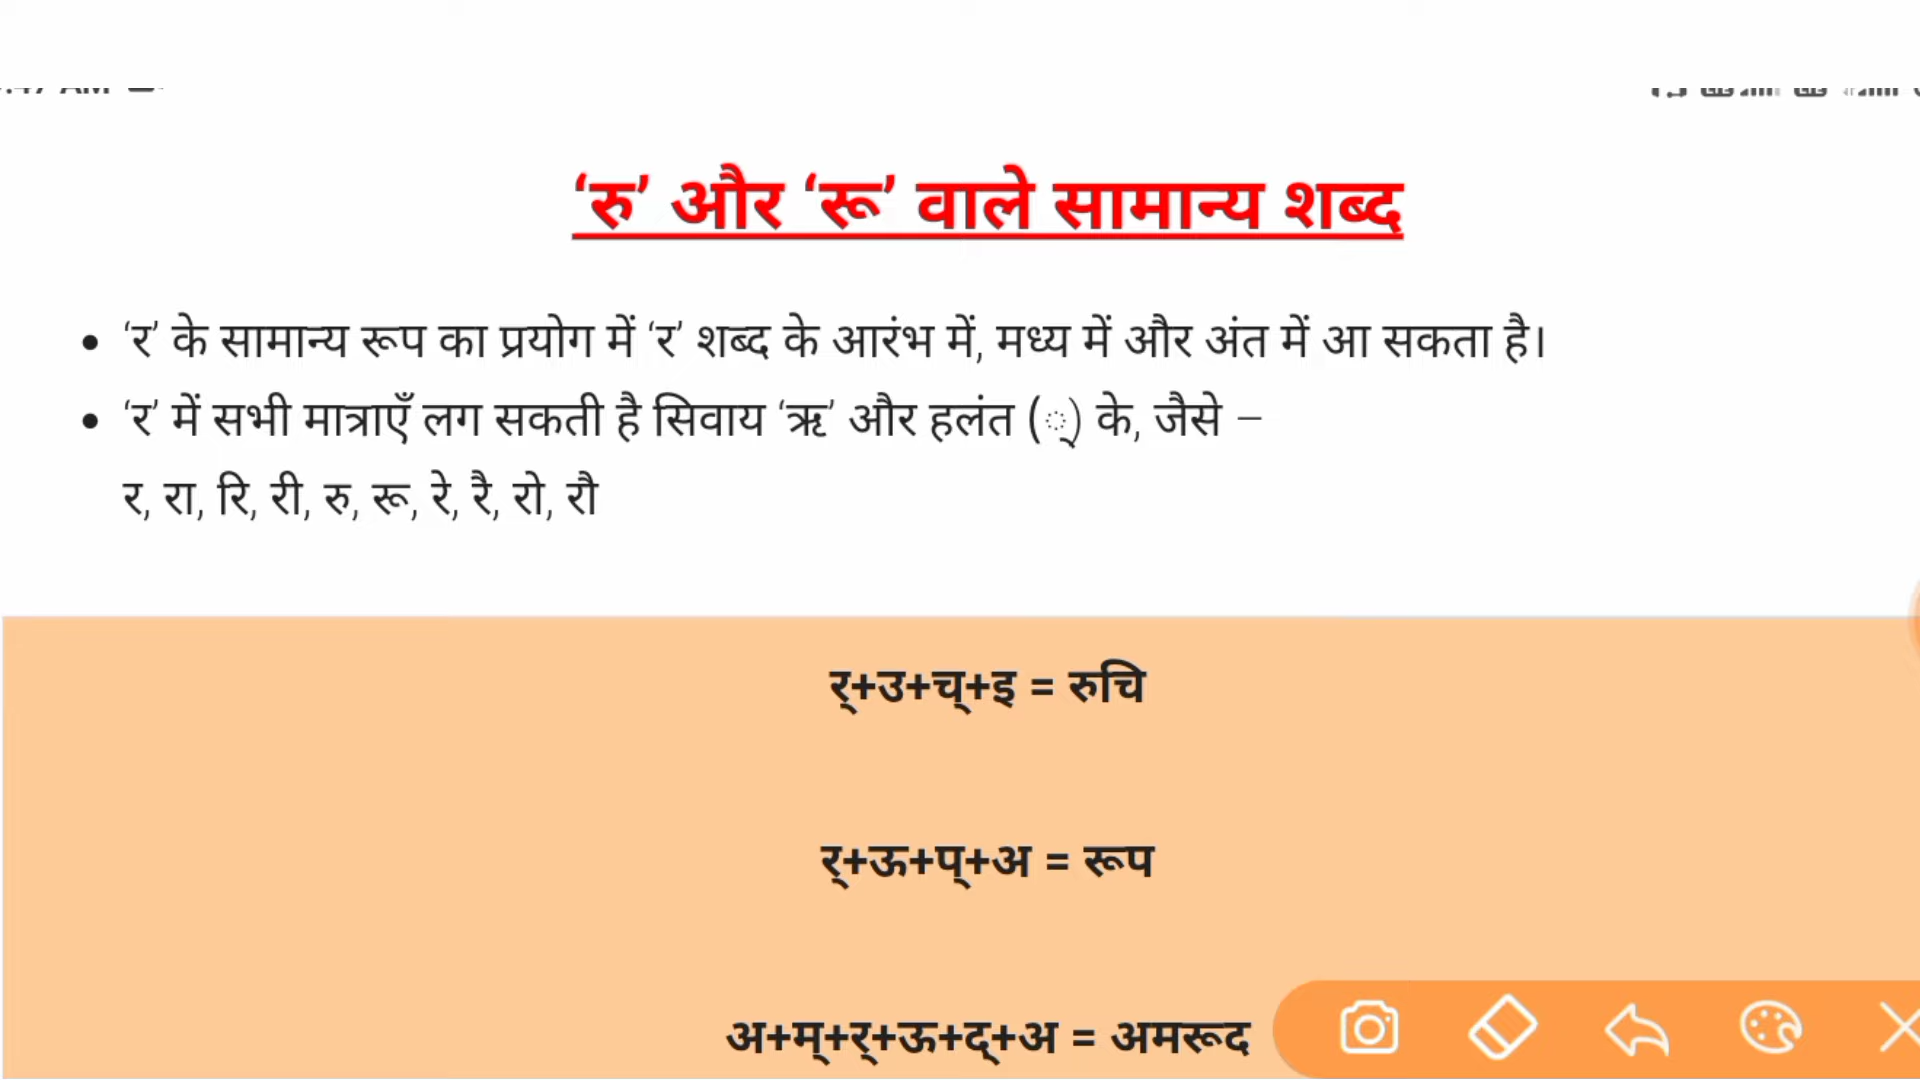 ‘रु’ और ‘रू’ वाले सामान्य शब्द
• ‘र’ के सामान्य रूप का प्रयोग में ‘र’ शब्द के आरंभ में, मध्य में और अंत में आ सकता है।
• ‘र’ में सभी मात्राएँ लग सकती है सिवाय ‘ऋ’ और हलंत (्) के, जैसे –
र, रा, रि, री, रु, रू, रे, रै, रो, रौ
र्+उ+च्+इ = रुचि
र्+ऊ+प्+अ = रूप
अ+म्+र्+ऊ+द्+अ = अमरूद